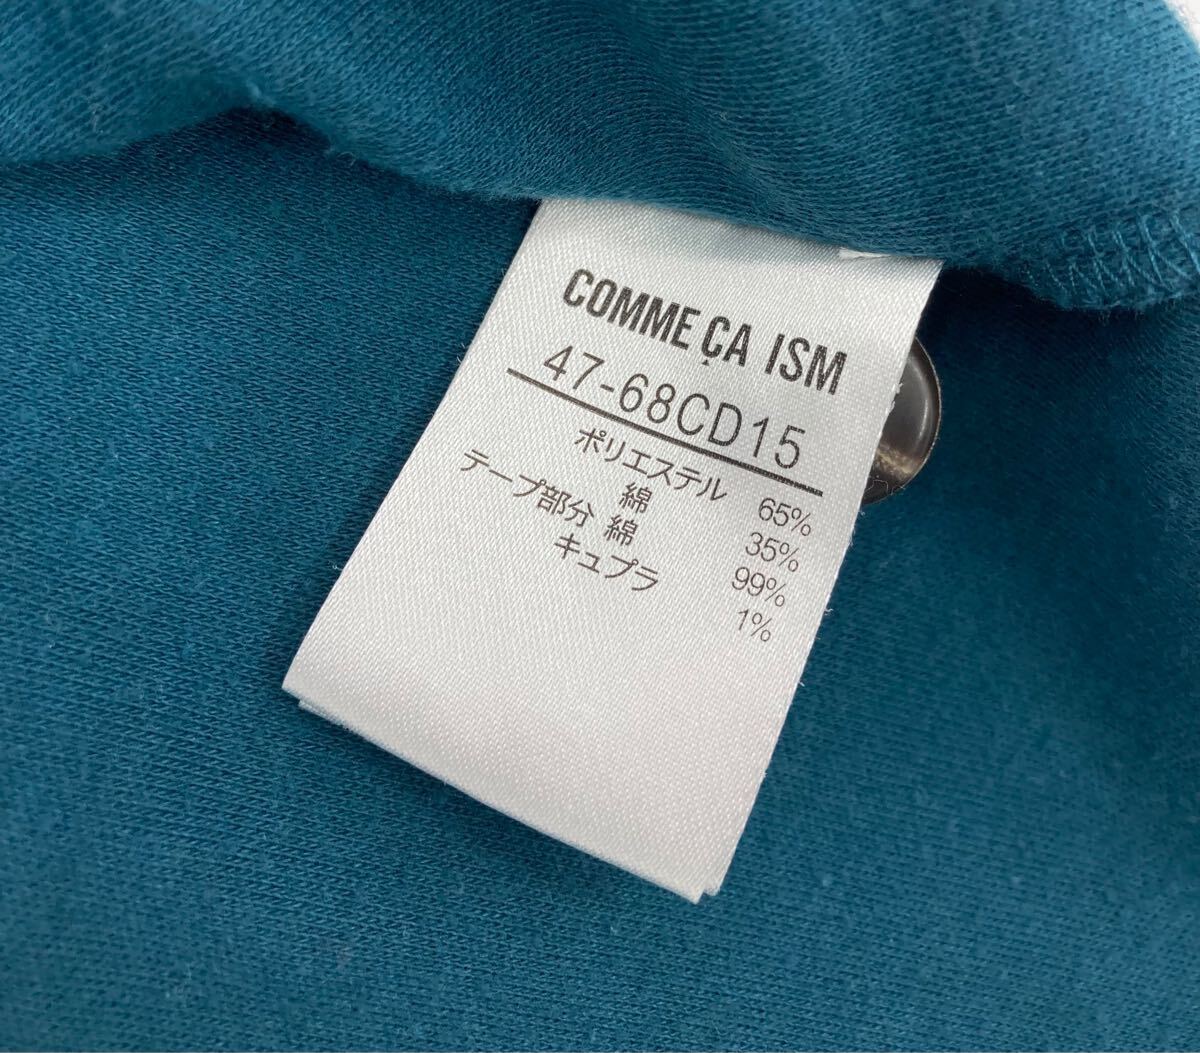 COMME ÇA ISM
47-68CD15
ポリエステル 65%
綿 35%
テープ部分 綿 99%
キュプラ 1%